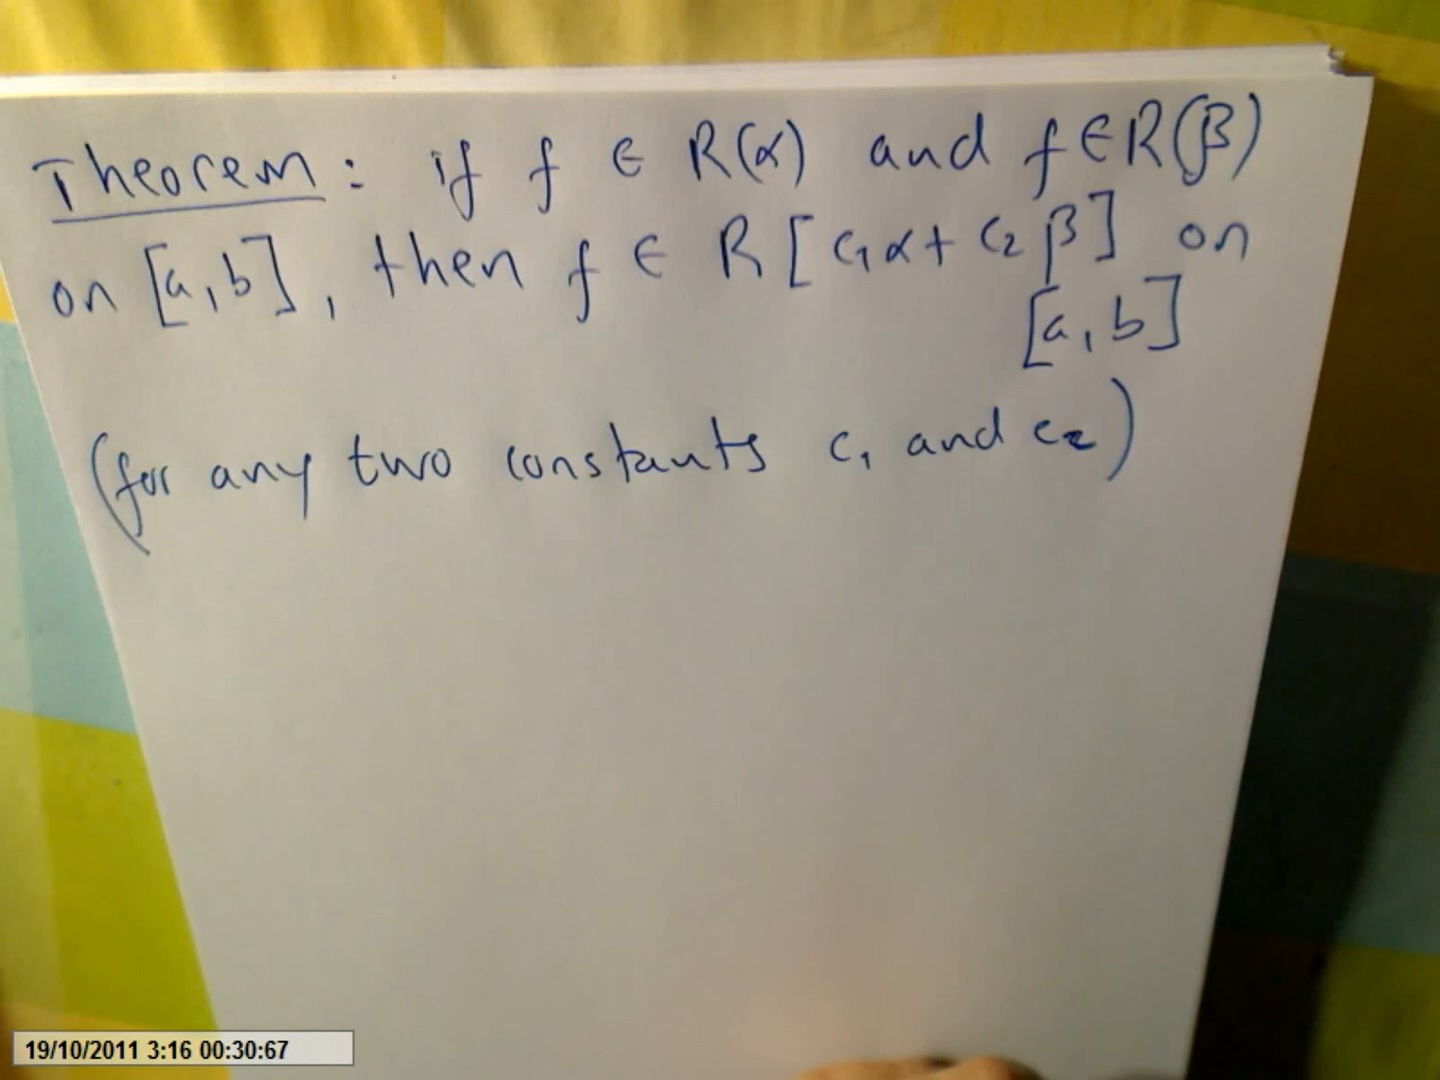 Theorem: if f ∈ R(α) and f∈R(β)
on [a,b], then f ∈ R[c₁α+ c₂β] on
[a,b]
(for any two constants c₁ and c₂)
19/10/2011 3:16 00:30:67